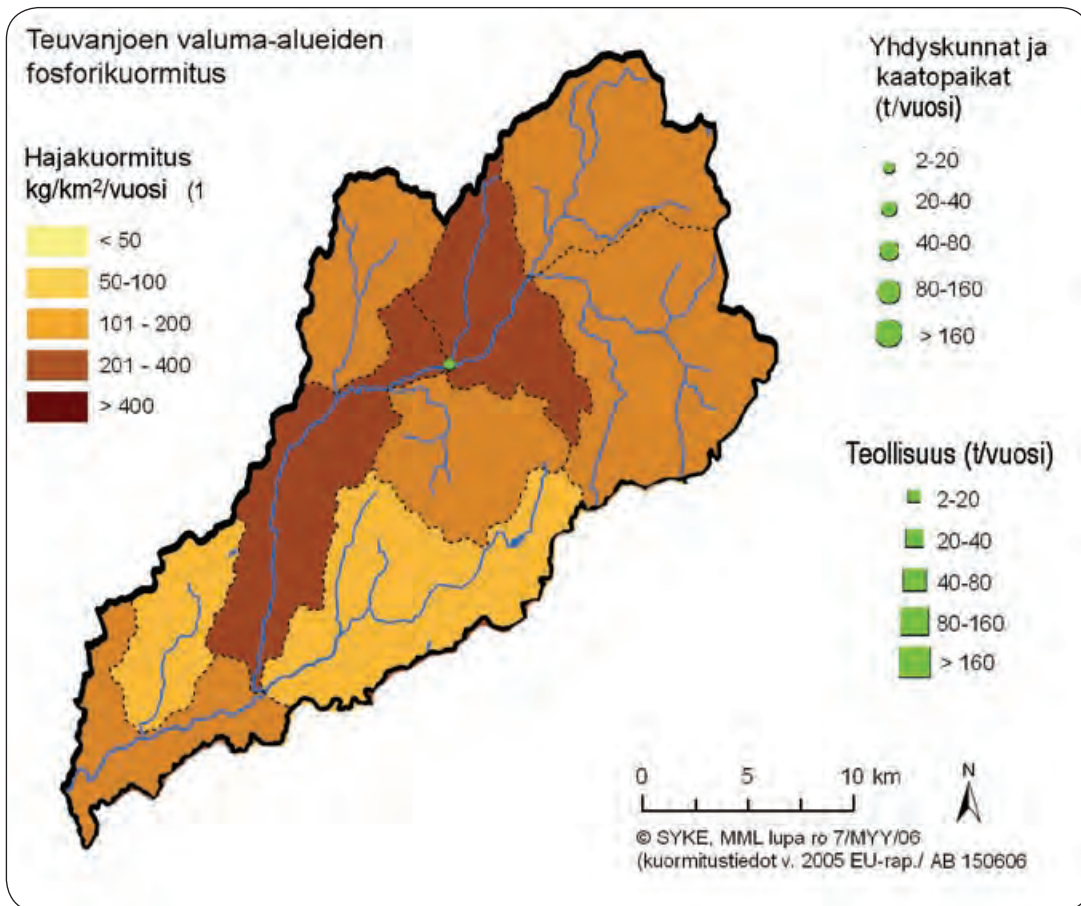 Teuvanjoen valuma-alueiden
fosforikuormitus
Hajakuormitus
kg/km²/vuosi (1
< 50
50-100
101 - 200
201 - 400
> 400
Yhdyskunnat ja
kaatopaikat
(t/vuosi)
2-20
20-40
40-80
80-160
> 160
Teollisuus (t/vuosi)
2-20
20-40
40-80
80-160
> 160
0 5 10 km
N
© SYKE, MML lupa ro 7/MYY/06
(kuormitustiedot v. 2005 EU-rap./ AB 150606